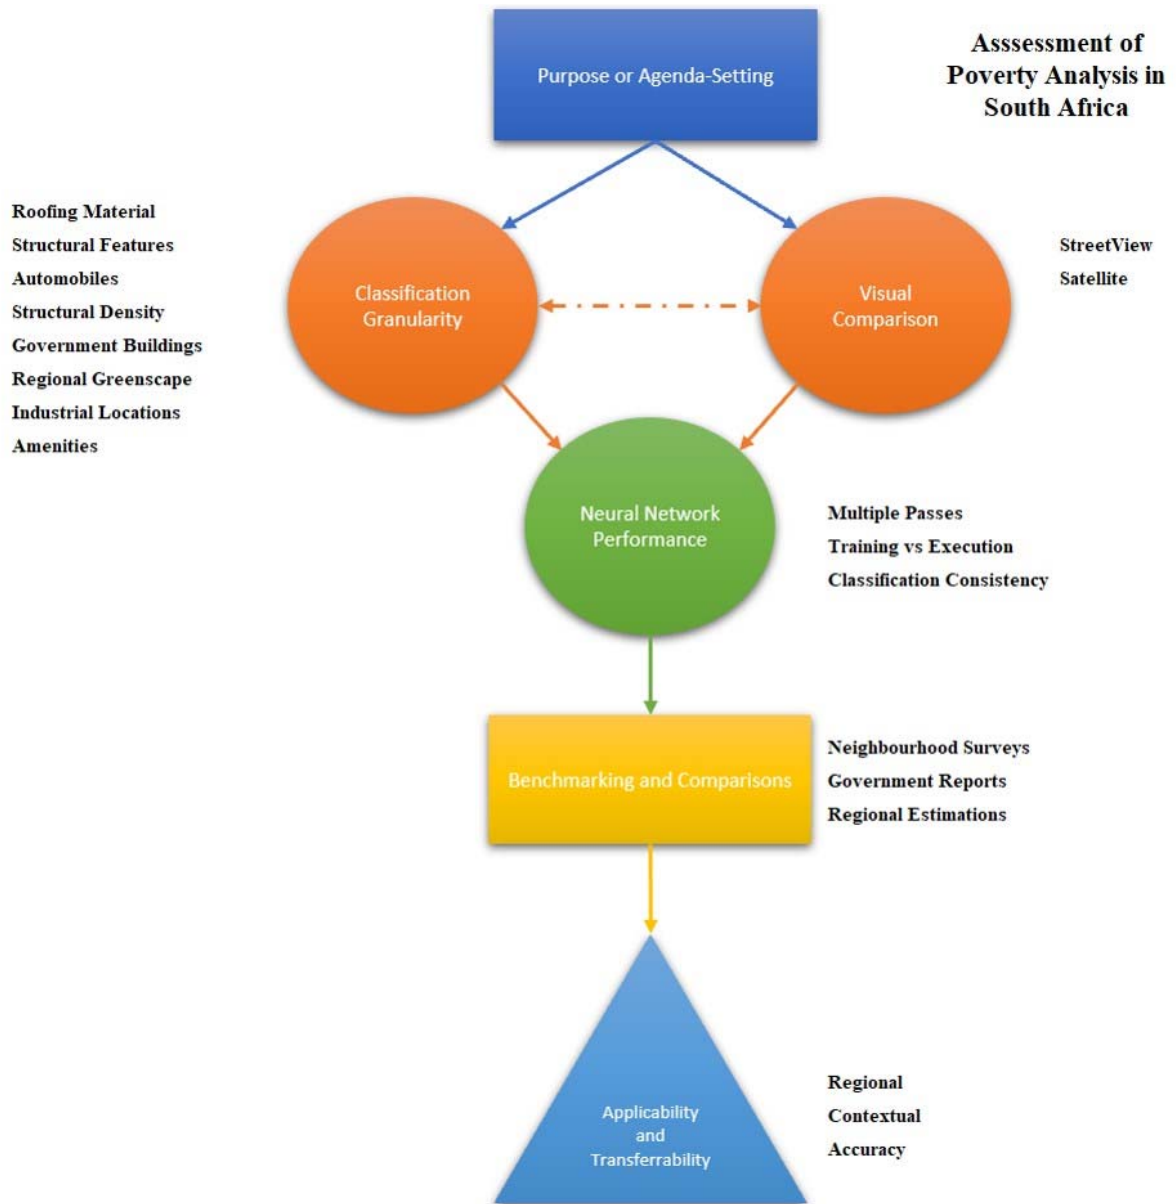 Purpose or Agenda-Setting
Asssessment of
Poverty Analysis in
South Africa
Roofing Material
Structural Features
Automobiles
Structural Density
Government Buildings
Regional Greenscape
Industrial Locations
Amenities
Classification
Granularity
Visual
Comparison
StreetView
Satellite
Neural Network
Performance
Multiple Passes
Training vs Execution
Classification Consistency
Benchmarking and Comparisons
Neighbourhood Surveys
Government Reports
Regional Estimations
Applicability
and
Transferrability
Regional
Contextual
Accuracy